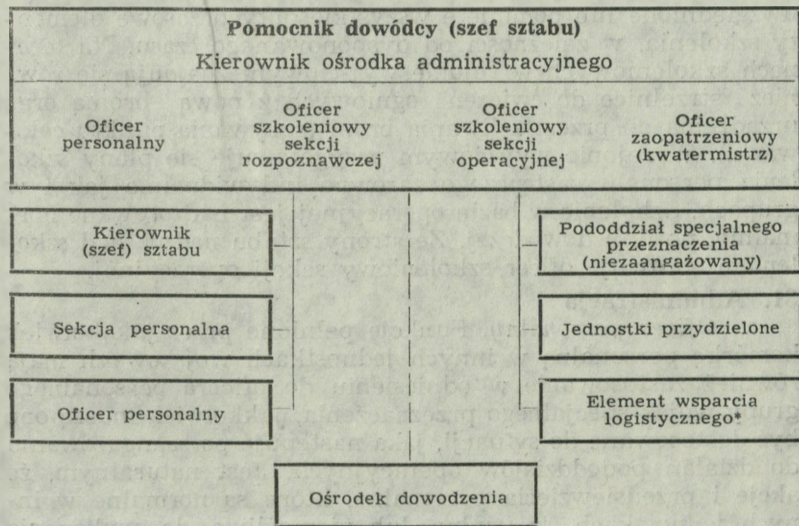 Pomocnik dowódcy (szef sztabu)
Kierownik ośrodka administracyjnego
Oficer
personalny
Oficer
szkoleniowy
sekcji
rozpoznawczej
Oficer
szkoleniowy
sekcji
operacyjnej
Oficer
zaopatrzeniowy
(kwatermistrz)
Kierownik
(szef) sztabu
Pododdział specjalnego
przeznaczenia
(niezaangażowany)
Sekcja personalna
Jednostki przydzielone
Oficer personalny
Element wsparcia
logistycznego*
Ośrodek dowodzenia